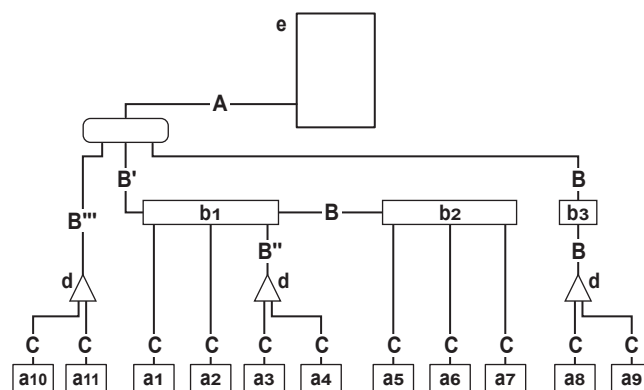 e
A
B' B
B''' b1 B b2 b3
B'' B
d d d
C C C C C C C C C C C
a10 a11 a1 a2 a3 a4 a5 a6 a7 a8 a9